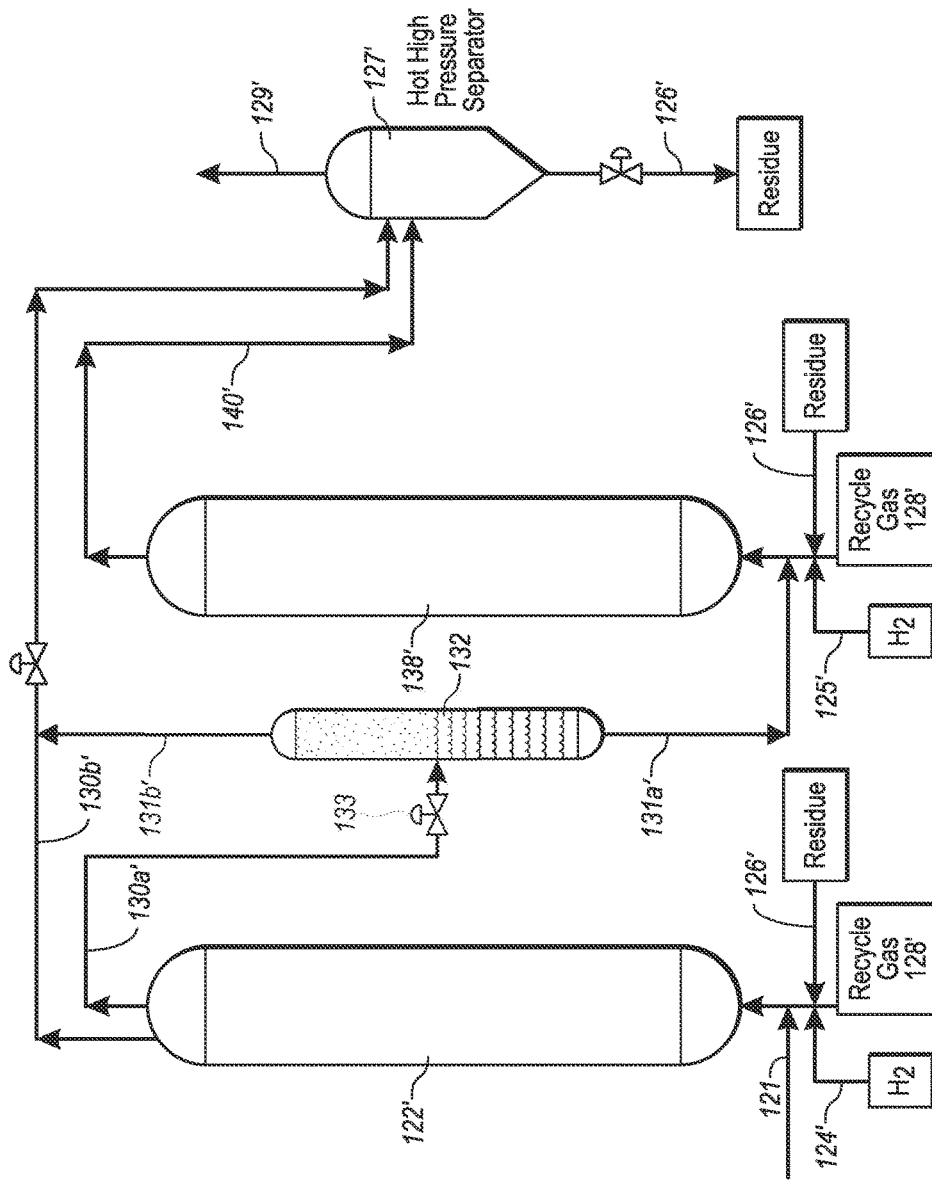 129'
127'
Hot High
Pressure
Separator
126'
Residue
140'
130b'
131b'
130a'
133
132
138'
131a'
122'
126'
Residue
Recycle
Gas
128'
125'
H2
121
126'
Residue
Recycle
Gas
128'
124'
H2